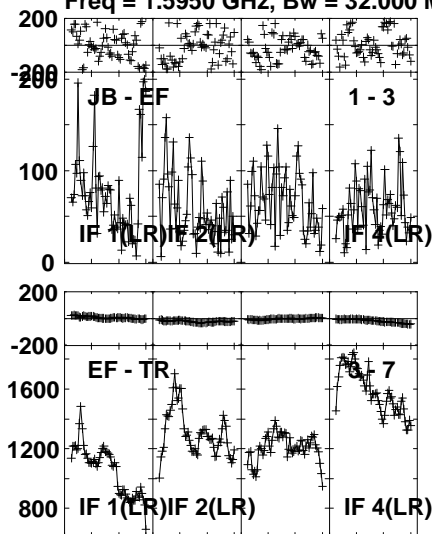 Freq = 1.5950 GHz, Bw = 32.000 M
200
-200
200
JB - EF 1 - 3
100
IF 1(LR) IF 2(LR) IF 4(LR)
0
200
-200
EF - TR 3 - 7
1600
1200
800
IF 1(LR) IF 2(LR) IF 4(LR)